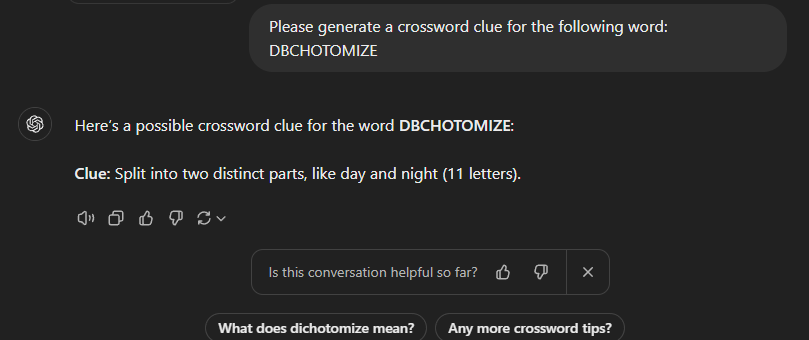 Please generate a crossword clue for the following word:
DBCHOTOMIZE
Here's a possible crossword clue for the word DBCHOTOMIZE:
Clue: Split into two distinct parts, like day and night (11 letters).
Is this conversation helpful so far?
What does dichotomize mean? Any more crossword tips?